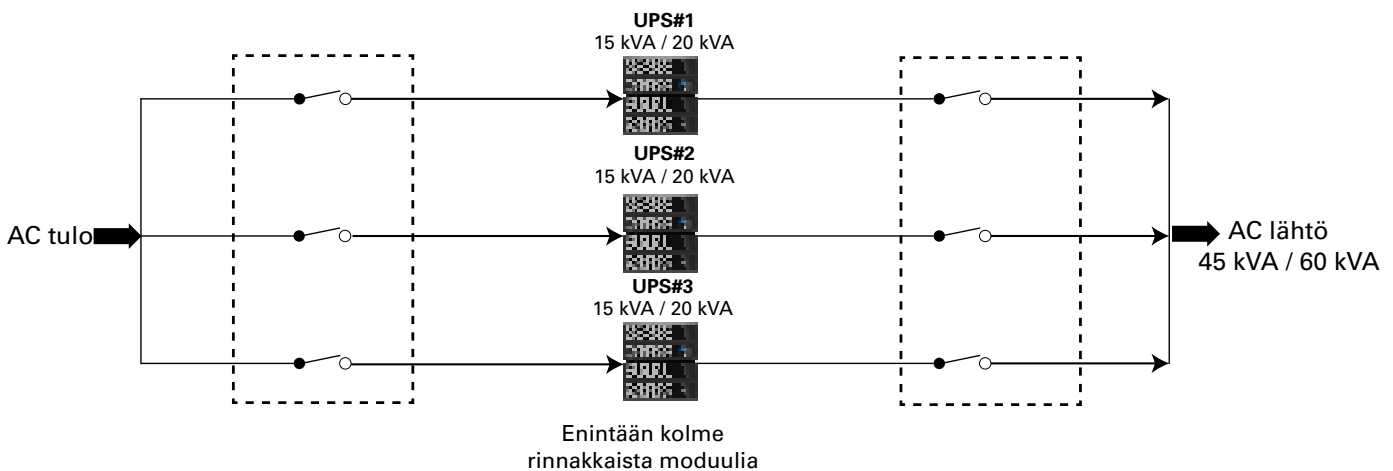 UPS#1
15 kVA / 20 kVA
UPS#2
15 kVA / 20 kVA
AC tulo
AC lähtö
45 kVA / 60 kVA
UPS#3
15 kVA / 20 kVA
Enintään kolme
rinnakkaista moduulia